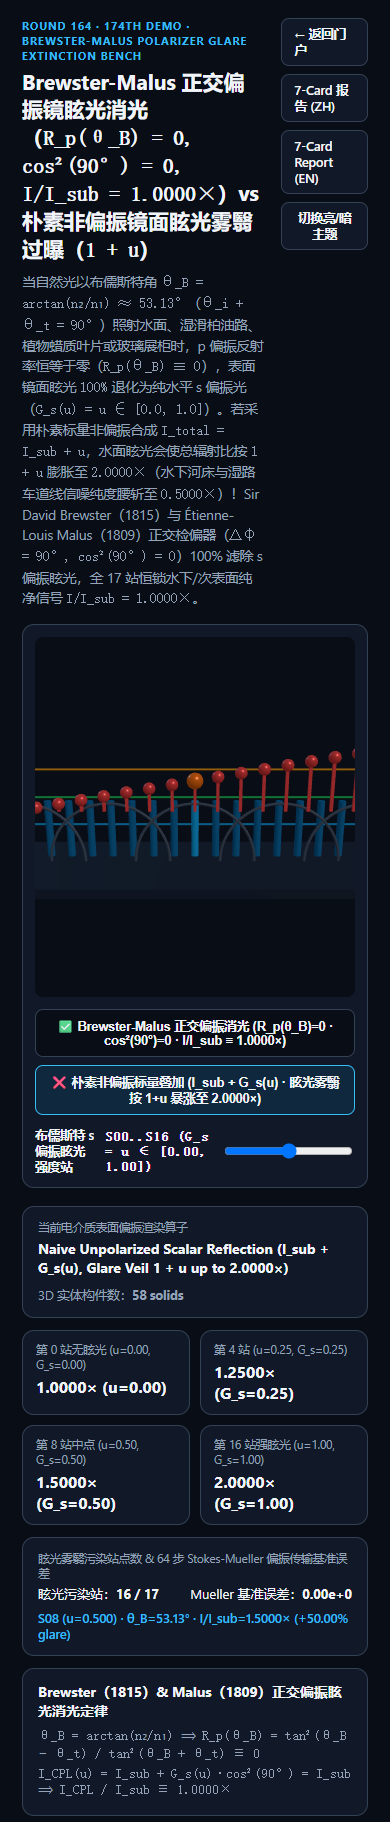 ROUND 164 · 174TH DEMO ·
BREWSTER-MALUS POLARIZER GLARE
EXTINCTION BENCH
Brewster-Malus 正交偏
振镜眩光消光
（R_p(θ_B) = 0,
cos²(90°) = 0,
I/I_sub = 1.0000×）vs
朴素非偏振镜面眩光雾翳
过曝（1 + u）
← 返回门
户
7-Card 报
告 (ZH)
7-Card
Report
(EN)
切换亮/暗
主题
当自然光以布儒斯特角 θ_B =
arctan(n₂/n₁) ≈ 53.13°（θ_i +
θ_t = 90°）照射水面、湿滑柏油路、
植物蜡质叶片或玻璃展柜时，p 偏振反射
率恒等于零（R_p(θ_B) ≡ 0），表面
镜面眩光 100% 退化为纯水平 s 偏振光
（G_s(u) = u ∈ [0.0, 1.0]）。若采
用朴素标量非偏振合成 I_total =
I_sub + u，水面眩光会使总辐射比按 1
+ u 膨胀至 2.0000×（水下河床与湿路
车道线信噪纯度腰斩至 0.5000×）！Sir
David Brewster（1815）与 Étienne-
Louis Malus（1809）正交检偏器（△Φ
= 90°, cos²(90°) = 0）100% 滤除 s
偏振眩光，全 17 站恒锁水下/次表面纯
净信号 I/I_sub = 1.0000×。
✅ Brewster-Malus 正交偏振消光 (R_p(θ_B)=0 ·
cos²(90°)=0 · I/I_sub ≡ 1.0000×)
❌ 朴素非偏振标量叠加 (I_sub + G_s(u) · 眩光雾翳
按 1+u 暴涨至 2.0000×)
布儒斯特 s
偏振眩光
强度站
S00..S16 (G_s
= u ∈ [0.00,
1.00])
当前电介质表面偏振渲染算子
Naive Unpolarized Scalar Reflection (I_sub +
G_s(u), Glare Veil 1 + u up to 2.0000×)
3D 实体构件数：58 solids
第 0 站无眩光 (u=0.00,
G_s=0.00)
1.0000× (u=0.00)
第 4 站 (u=0.25, G_s=0.25)
1.2500×
(G_s=0.25)
第 8 站中点 (u=0.50,
G_s=0.50)
1.5000×
(G_s=0.50)
第 16 站强眩光 (u=1.00,
G_s=1.00)
2.0000×
(G_s=1.00)
眩光雾翳污染站点数 & 64 步 Stokes-Mueller 偏振传输基准误
差
眩光污染站：16 / 17 Mueller 基准误差：0.00e+0
S08 (u=0.500) · θ_B=53.13° · I/I_sub=1.5000× (+50.00%
glare)
Brewster（1815）& Malus（1809）正交偏振眩
光消光定律
θ_B = arctan(n₂/n₁) ⟹ R_p(θ_B) = tan²(θ_B
− θ_t) / tan²(θ_B + θ_t) ≡ 0
I_CPL(u) = I_sub + G_s(u)·cos²(90°) = I_sub
⟹ I_CPL / I_sub ≡ 1.0000×